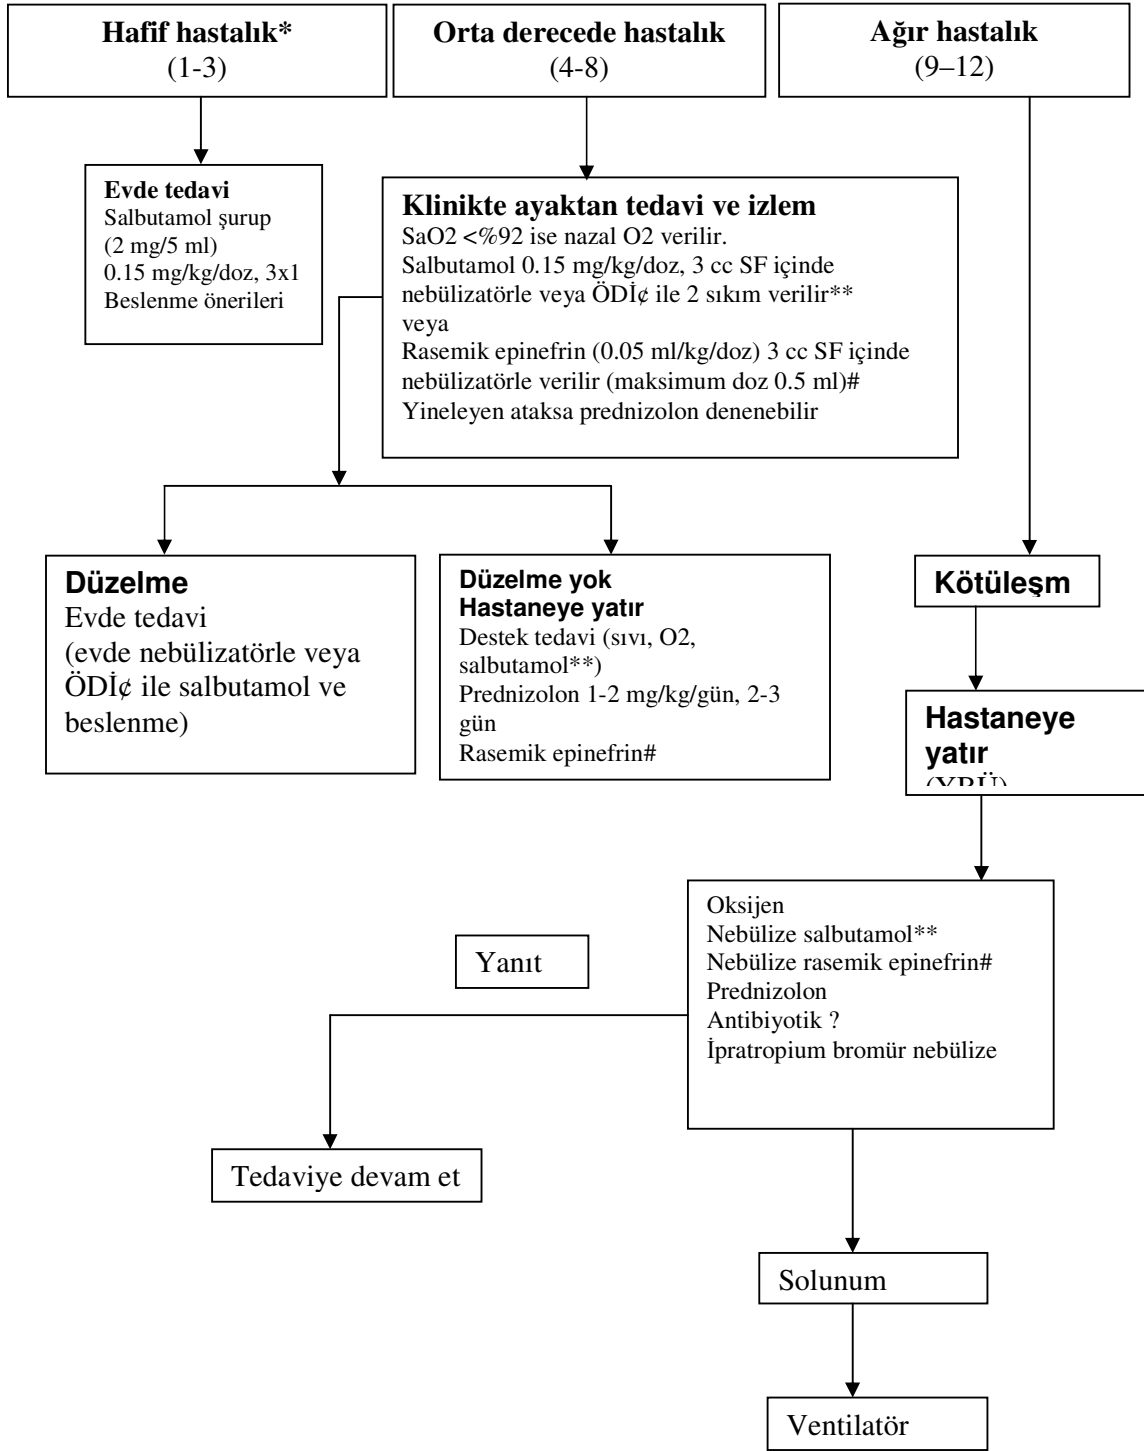 Hafif hastalık*
(1-3)
Orta derecede hastalık
(4-8)
Ağır hastalık
(9–12)
Evde tedavi
Salbutamol şurup
(2 mg/5 ml)
0.15 mg/kg/doz, 3x1
Beslenme önerileri
Klinikte ayaktan tedavi ve izlem
SaO2 <%92 ise nazal O2 verilir.
Salbutamol 0.15 mg/kg/doz, 3 cc SF içinde
nebülizatörle veya ÖDİ¢ ile 2 sıkım verilir**
veya
Rasemik epinefrin (0.05 ml/kg/doz) 3 cc SF içinde
nebülizatörle verilir (maksimum doz 0.5 ml)#
Yineleyen ataksa prednizolon denenebilir
Düzelme
Evde tedavi
(evde nebülizatörle veya
ÖDİ¢ ile salbutamol ve
beslenme)
Düzelme yok
Hastaneye yatır
Destek tedavi (sıvı, O2,
salbutamol**)
Prednizolon 1-2 mg/kg/gün, 2-3
gün
Rasemik epinefrin#
Kötüleşm
Hastaneye
yatır
(YBÜ)
Oksijen
Nebülize salbutamol**
Nebülize rasemik epinefrin#
Prednizolon
Antibiyotik ?
İpratropium bromür nebülize
Yanıt
Tedaviye devam et
Solunum
Ventilatör